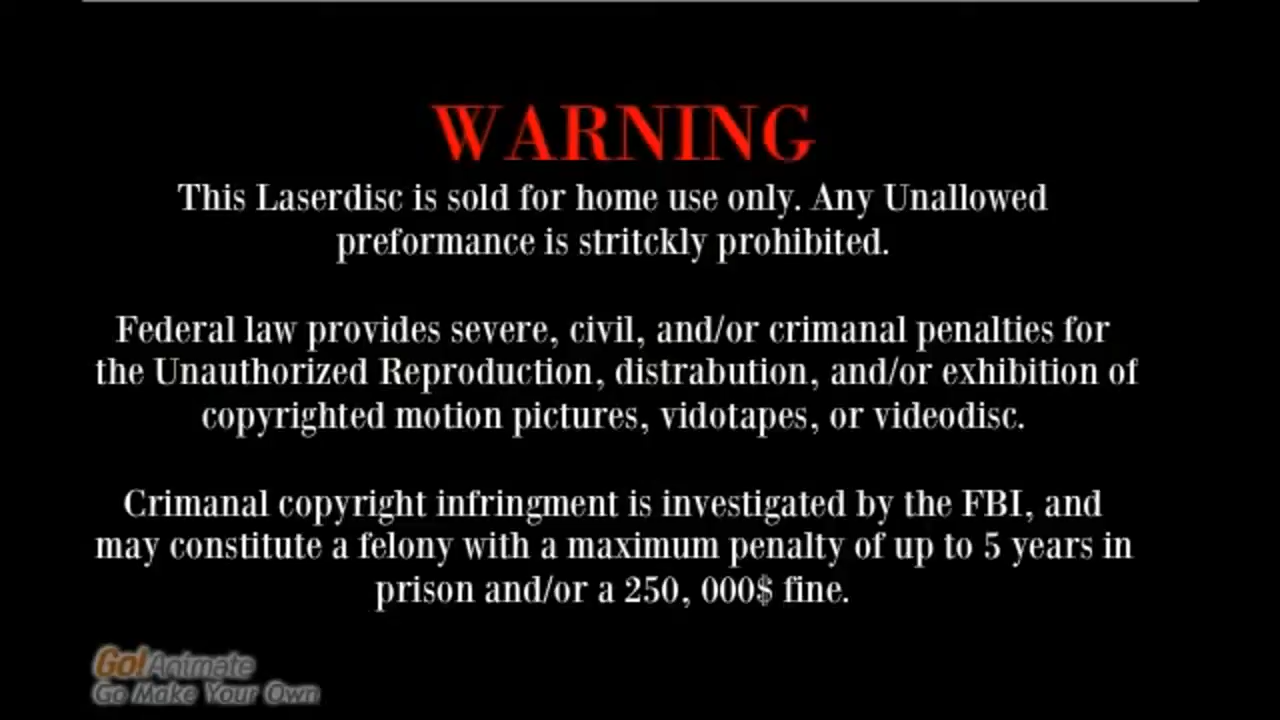 WARNING
This Laserdisc is sold for home use only. Any Unallowed
preformance is stritckly prohibited.
Federal law provides severe, civil, and/or crimanal penalties for
the Unauthorized Reproduction, distrabution, and/or exhibition of
copyrighted motion pictures, vidotapes, or videodisc.
Crimanal copyright infringment is investigated by the FBI, and
may constitute a felony with a maximum penalty of up to 5 years in
prison and/or a 250, 000$ fine.
Go!Animate
Go Make Your Own